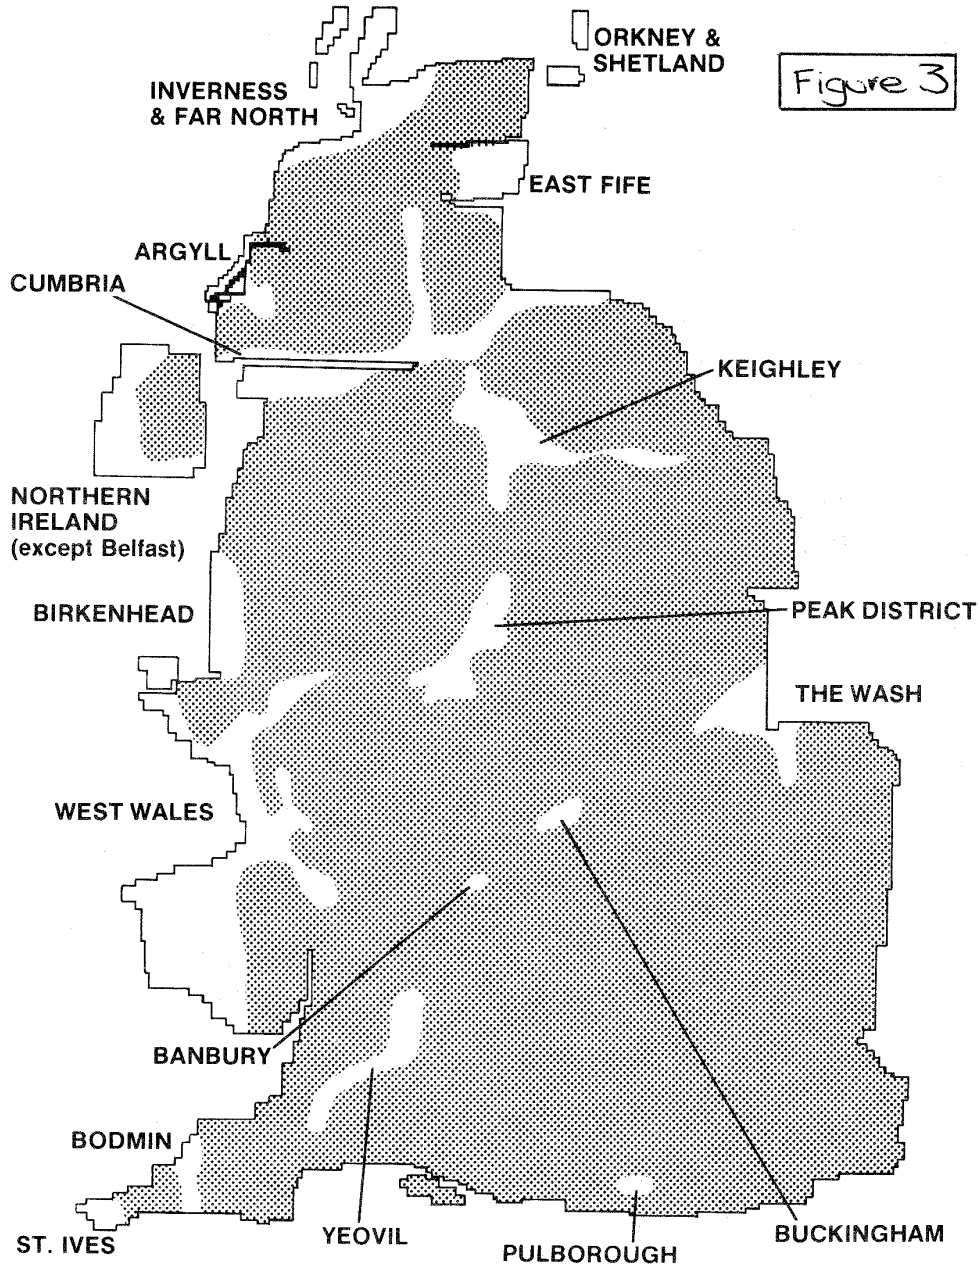 ORKNEY &
SHETLAND
Figure 3
INVERNESS
& FAR NORTH
EAST FIFE
ARGYLL
CUMBRIA
KEIGHLEY
NORTHERN
IRELAND
(except Belfast)
BIRKENHEAD
PEAK DISTRICT
THE WASH
WEST WALES
BANBURY
BODMIN
ST. IVES
YEOVIL
PULBOROUGH
BUCKINGHAM